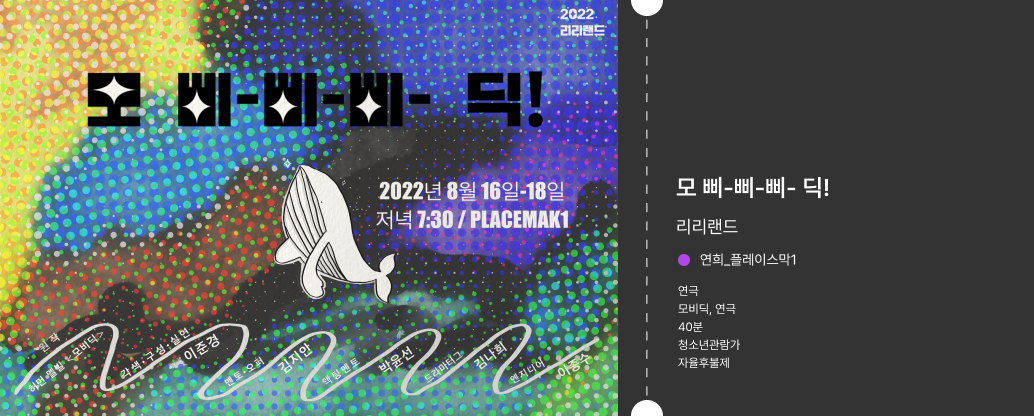 2022
리리랜드
모 삐-삐-삐- 딕!
2022년 8월 16일-18일
저녁 7:30 / PLACEMAK1
원작
허먼 멜빌 <모비딕>
각색·구성·실연
이준경
멘토·오퍼
김지안
액팅멘토
박윤선
드라마터그
김나희
엔지니어
이종수
모 삐-삐-삐- 딕!
리리랜드
연희_플레이스막1
연극
모비딕, 연극
40분
청소년관람가
자율후불제